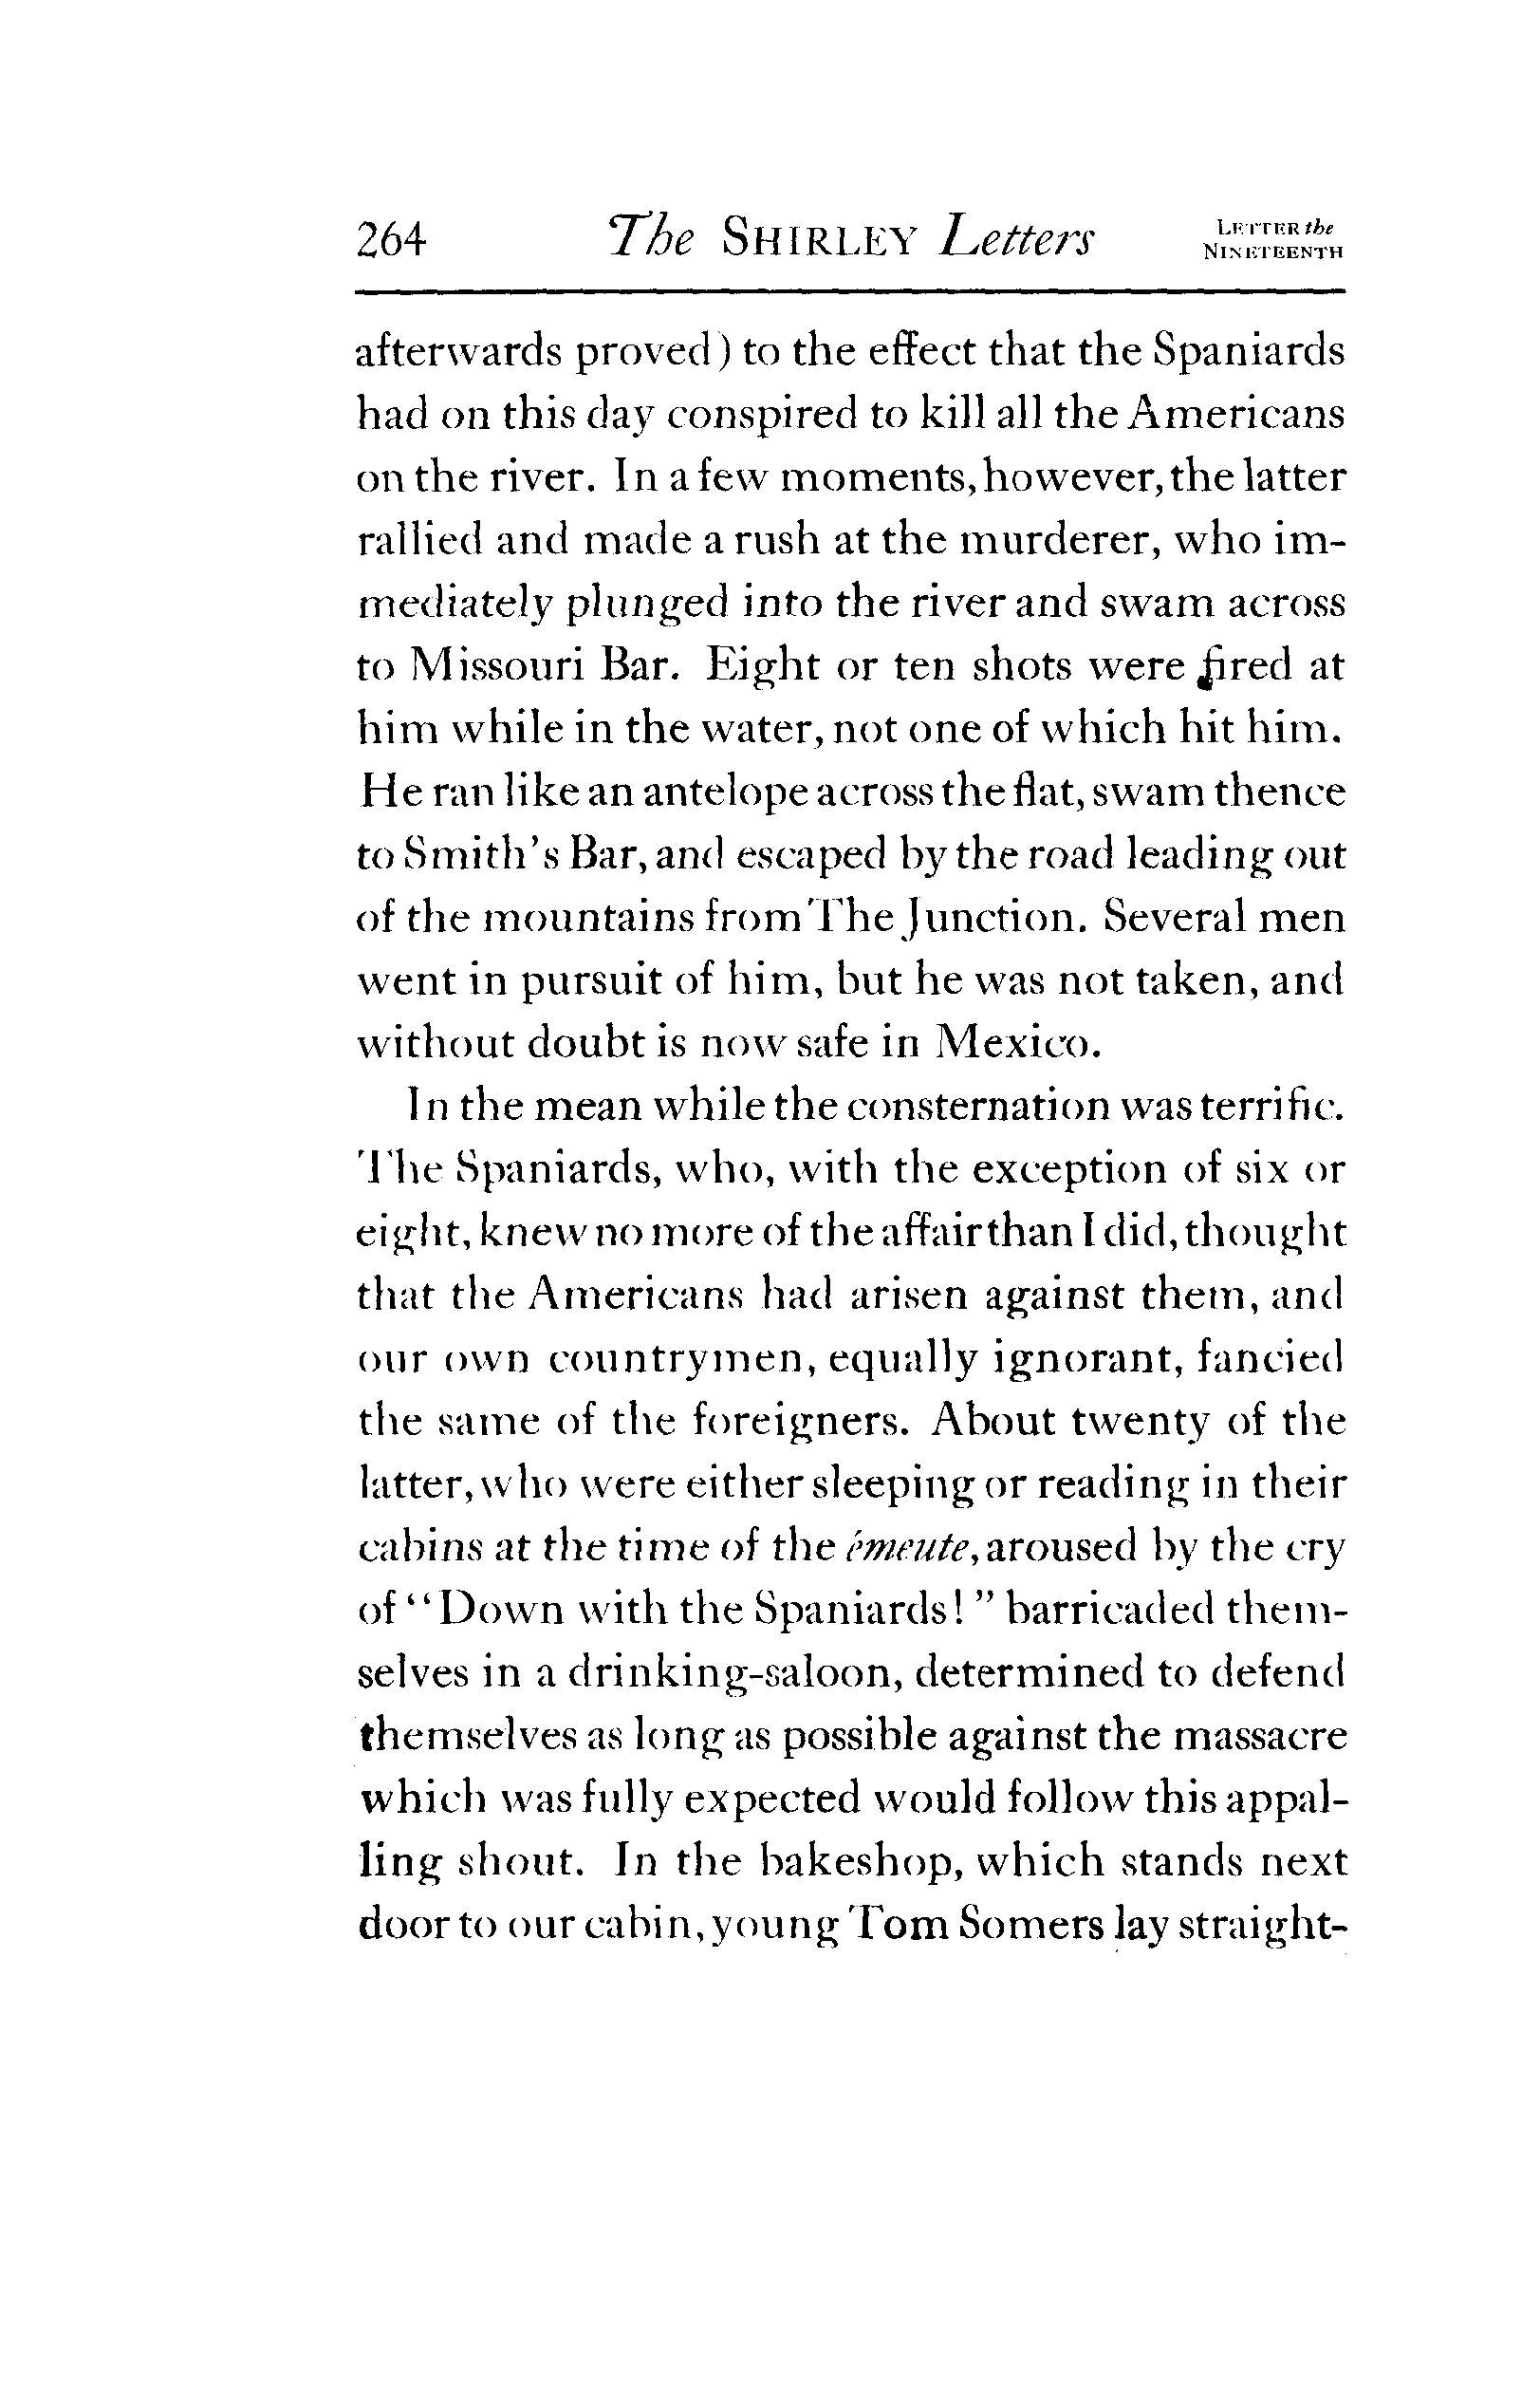 264 The SHIRLEY Letters LETTER the NINETEENTH
afterwards proved) to the effect that the Spaniards
had on this day conspired to kill all the Americans
on the river. In a few moments, however, the latter
rallied and made a rush at the murderer, who im-
mediately plunged into the river and swam across
to Missouri Bar. Eight or ten shots were fired at
him while in the water, not one of which hit him.
He ran like an antelope across the flat, swam thence
to Smith's Bar, and escaped by the road leading out
of the mountains from The Junction. Several men
went in pursuit of him, but he was not taken, and
without doubt is now safe in Mexico.
In the mean while the consternation was terrific.
The Spaniards, who, with the exception of six or
eight, knew no more of the affair than I did, thought
that the Americans had arisen against them, and
our own countrymen, equally ignorant, fancied
the same of the foreigners. About twenty of the
latter, who were either sleeping or reading in their
cabins at the time of the émeute, aroused by the cry
of "Down with the Spaniards!" barricaded them-
selves in a drinking-saloon, determined to defend
themselves as long as possible against the massacre
which was fully expected would follow this appal-
ling shout. In the bakeshop, which stands next
door to our cabin, young Tom Somers lay straight-